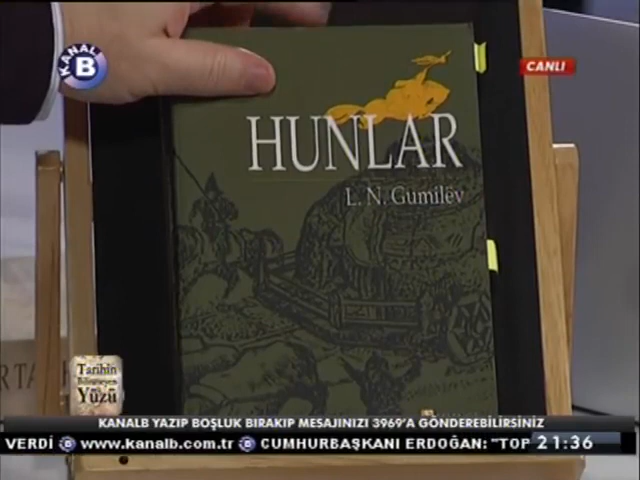 KANAL B
CANLI
HUNLAR
L. N. Gumilëv
Tarihin
Bilinmeyen
Yüzü
KANALB YAZIP BOŞLUK BIRAKIP MESAJINIZI 3969'A GÖNDEREBİLİRSİNİZ
VERDİ B www.kanalb.com.tr B CUMHURBAŞKANI ERDOĞAN: "TOP 21:36